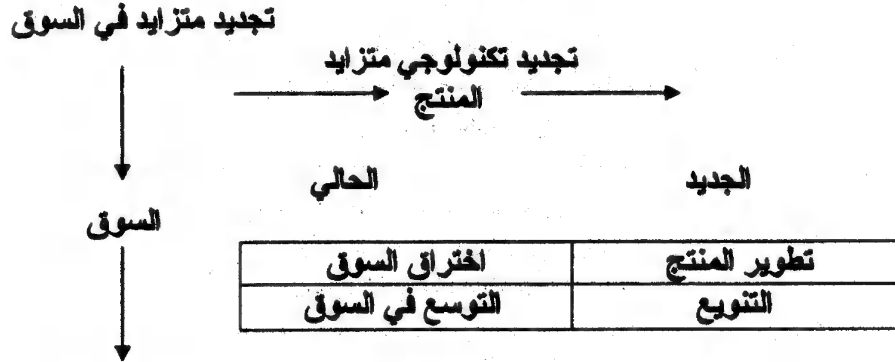 تجديد متزايد في السوق
تجديد تكنولوجي متزايد
المنتج
الحالي
الجديد
السوق
اختراق السوق
تطوير المنتج
التوسع في السوق
التنويع